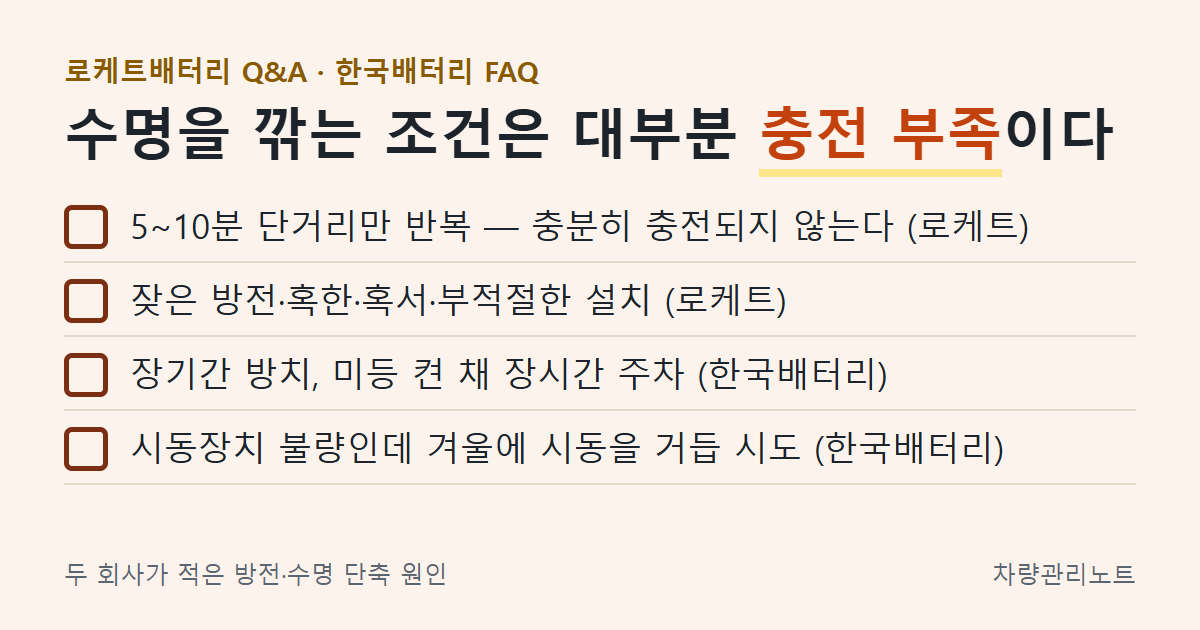 로케트배터리 Q&A · 한국배터리 FAQ
수명을 깎는 조건은 대부분 충전 부족이다
5~10분 단거리만 반복 — 충분히 충전되지 않는다 (로케트)
잦은 방전·혹한·혹서·부적절한 설치 (로케트)
장기간 방치, 미등 켠 채 장시간 주차 (한국배터리)
시동장치 불량인데 겨울에 시동을 거듭 시도 (한국배터리)
두 회사가 적은 방전·수명 단축 원인
차량관리노트